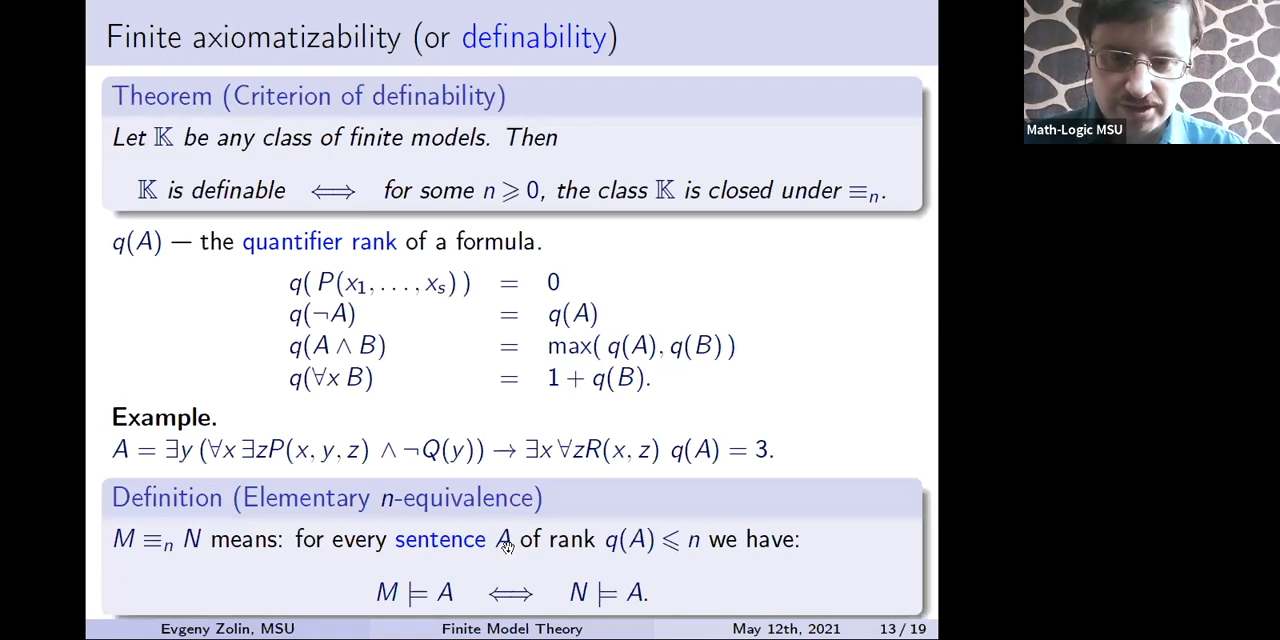 Finite axiomatizability (or definability)
Theorem (Criterion of definability)
Let 𝕂 be any class of finite models. Then
𝕂 is definable ⟺ for some n ⩾ 0, the class 𝕂 is closed under ≡ₙ.
q(A) — the quantifier rank of a formula.
q( P(x₁, . . . , xₛ) ) = 0
q(¬A) = q(A)
q(A ∧ B) = max( q(A), q(B) )
q(∀x B) = 1 + q(B).
Example.
A = ∃y (∀x ∃zP(x, y, z) ∧ ¬Q(y)) → ∃x ∀zR(x, z) q(A) = 3.
Definition (Elementary n-equivalence)
M ≡ₙ N means: for every sentence A of rank q(A) ⩽ n we have:
M ⊨ A ⟺ N ⊨ A.
Evgeny Zolin, MSU Finite Model Theory May 12th, 2021 13 / 19
Math-Logic MSU